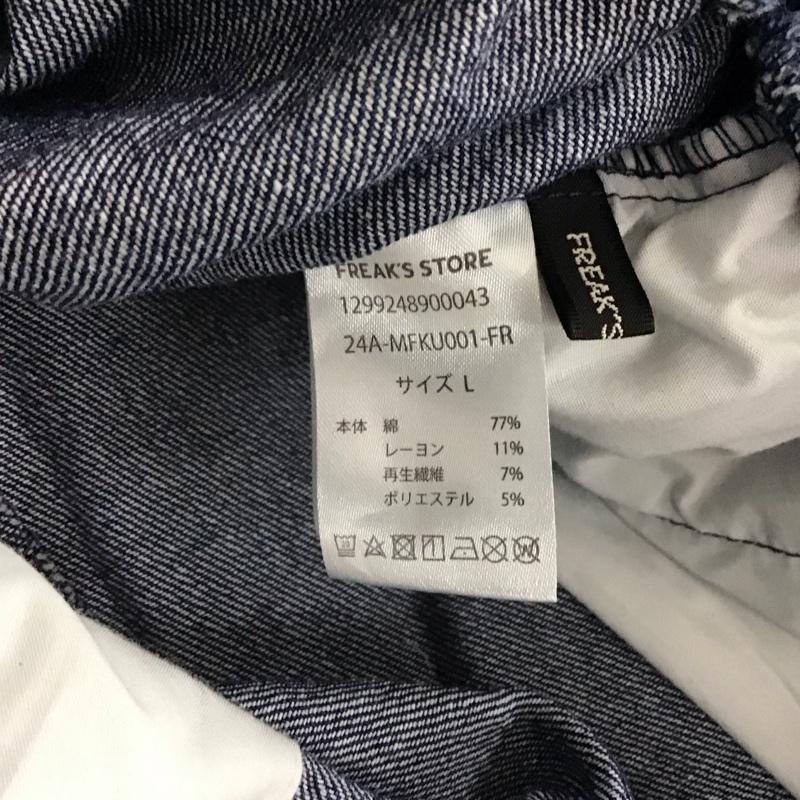 FREAK'S STORE
1299248900043
24A-MFKU001-FR
サイズ L
本体 綿 77%
レーヨン 11%
再生繊維 7%
ポリエステル 5%
FREAK'S